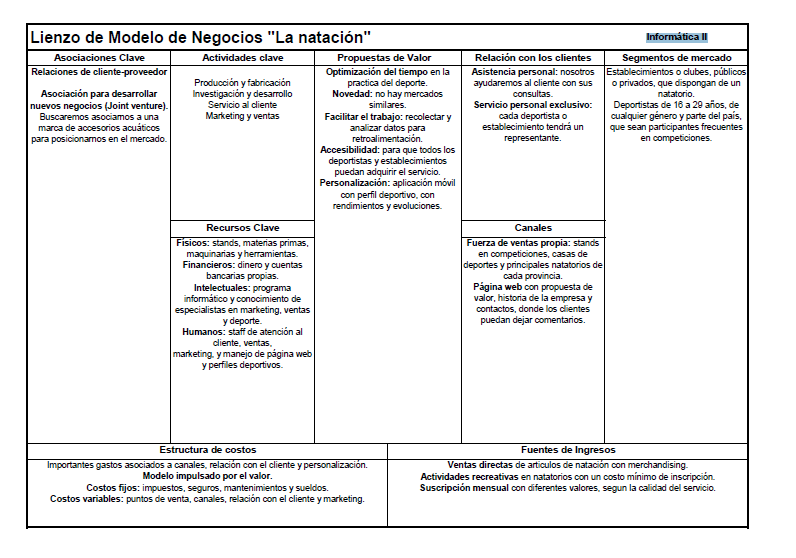 Lienzo de Modelo de Negocios "La natación"
Informática II
Asociaciones Clave
Relaciones de cliente-proveedor
Asociación para desarrollar
nuevos negocios (Joint venture).
Buscaremos asociarnos a una
marca de accesorios acuáticos
para posicionarnos en el mercado.
Actividades clave
Producción y fabricación
Investigación y desarrollo
Servicio al cliente
Marketing y ventas
Recursos Clave
Físicos: stands, materias primas,
maquinarias y herramientas.
Financieros: dinero y cuentas
bancarias propias.
Intelectuales: programa
informático y conocimiento de
especialistas en marketing, ventas
y deporte.
Humanos: staff de atención al
cliente, ventas,
marketing, y manejo de página web
y perfiles deportivos.
Propuestas de Valor
Optimización del tiempo en la
practica del deporte.
Novedad: no hay mercados
similares.
Facilitar el trabajo: recolectar y
analizar datos para
retroalimentación.
Accesibilidad: para que todos los
deportistas y establecimientos
puedan adquirir el servicio.
Personalización: aplicación móvil
con perfil deportivo, con
rendimientos y evoluciones.
Relación con los clientes
Asistencia personal: nosotros
ayudaremos al cliente con sus
consultas.
Servicio personal exclusivo:
cada deportista o
establecimiento tendrá un
representante.
Canales
Fuerza de ventas propia: stands
en competiciones, casas de
deportes y principales natatorios de
cada provincia.
Página web con propuesta de
valor, historia de la empresa y
contactos, donde los clientes
puedan dejar comentarios.
Segmentos de mercado
Establecimientos o clubes, públicos
o privados, que dispongan de un
natatorio.
Deportistas de 16 a 29 años, de
cualquier género y parte del país,
que sean participantes frecuentes
en competiciones.
Estructura de costos
Importantes gastos asociados a canales, relación con el cliente y personalización.
Modelo impulsado por el valor.
Costos fijos: impuestos, seguros, mantenimientos y sueldos.
Costos variables: puntos de venta, canales, relación con el cliente y marketing.
Fuentes de Ingresos
Ventas directas de articulos de natación con merchandising.
Actividades recreativas en natatorios con un costo mínimo de inscripción.
Suscripción mensual con diferentes valores, segun la calidad del servicio.